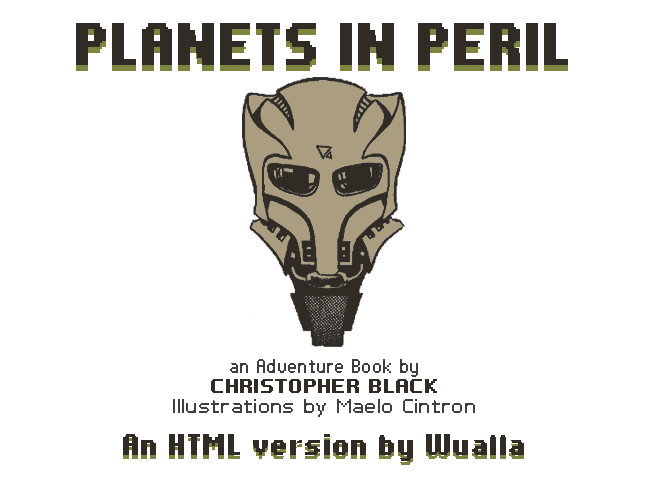 PLANETS IN PERIL
an Adventure Book by
CHRISTOPHER BLACK
Illustrations by Maelo Cintron
An HTML version by Wualla